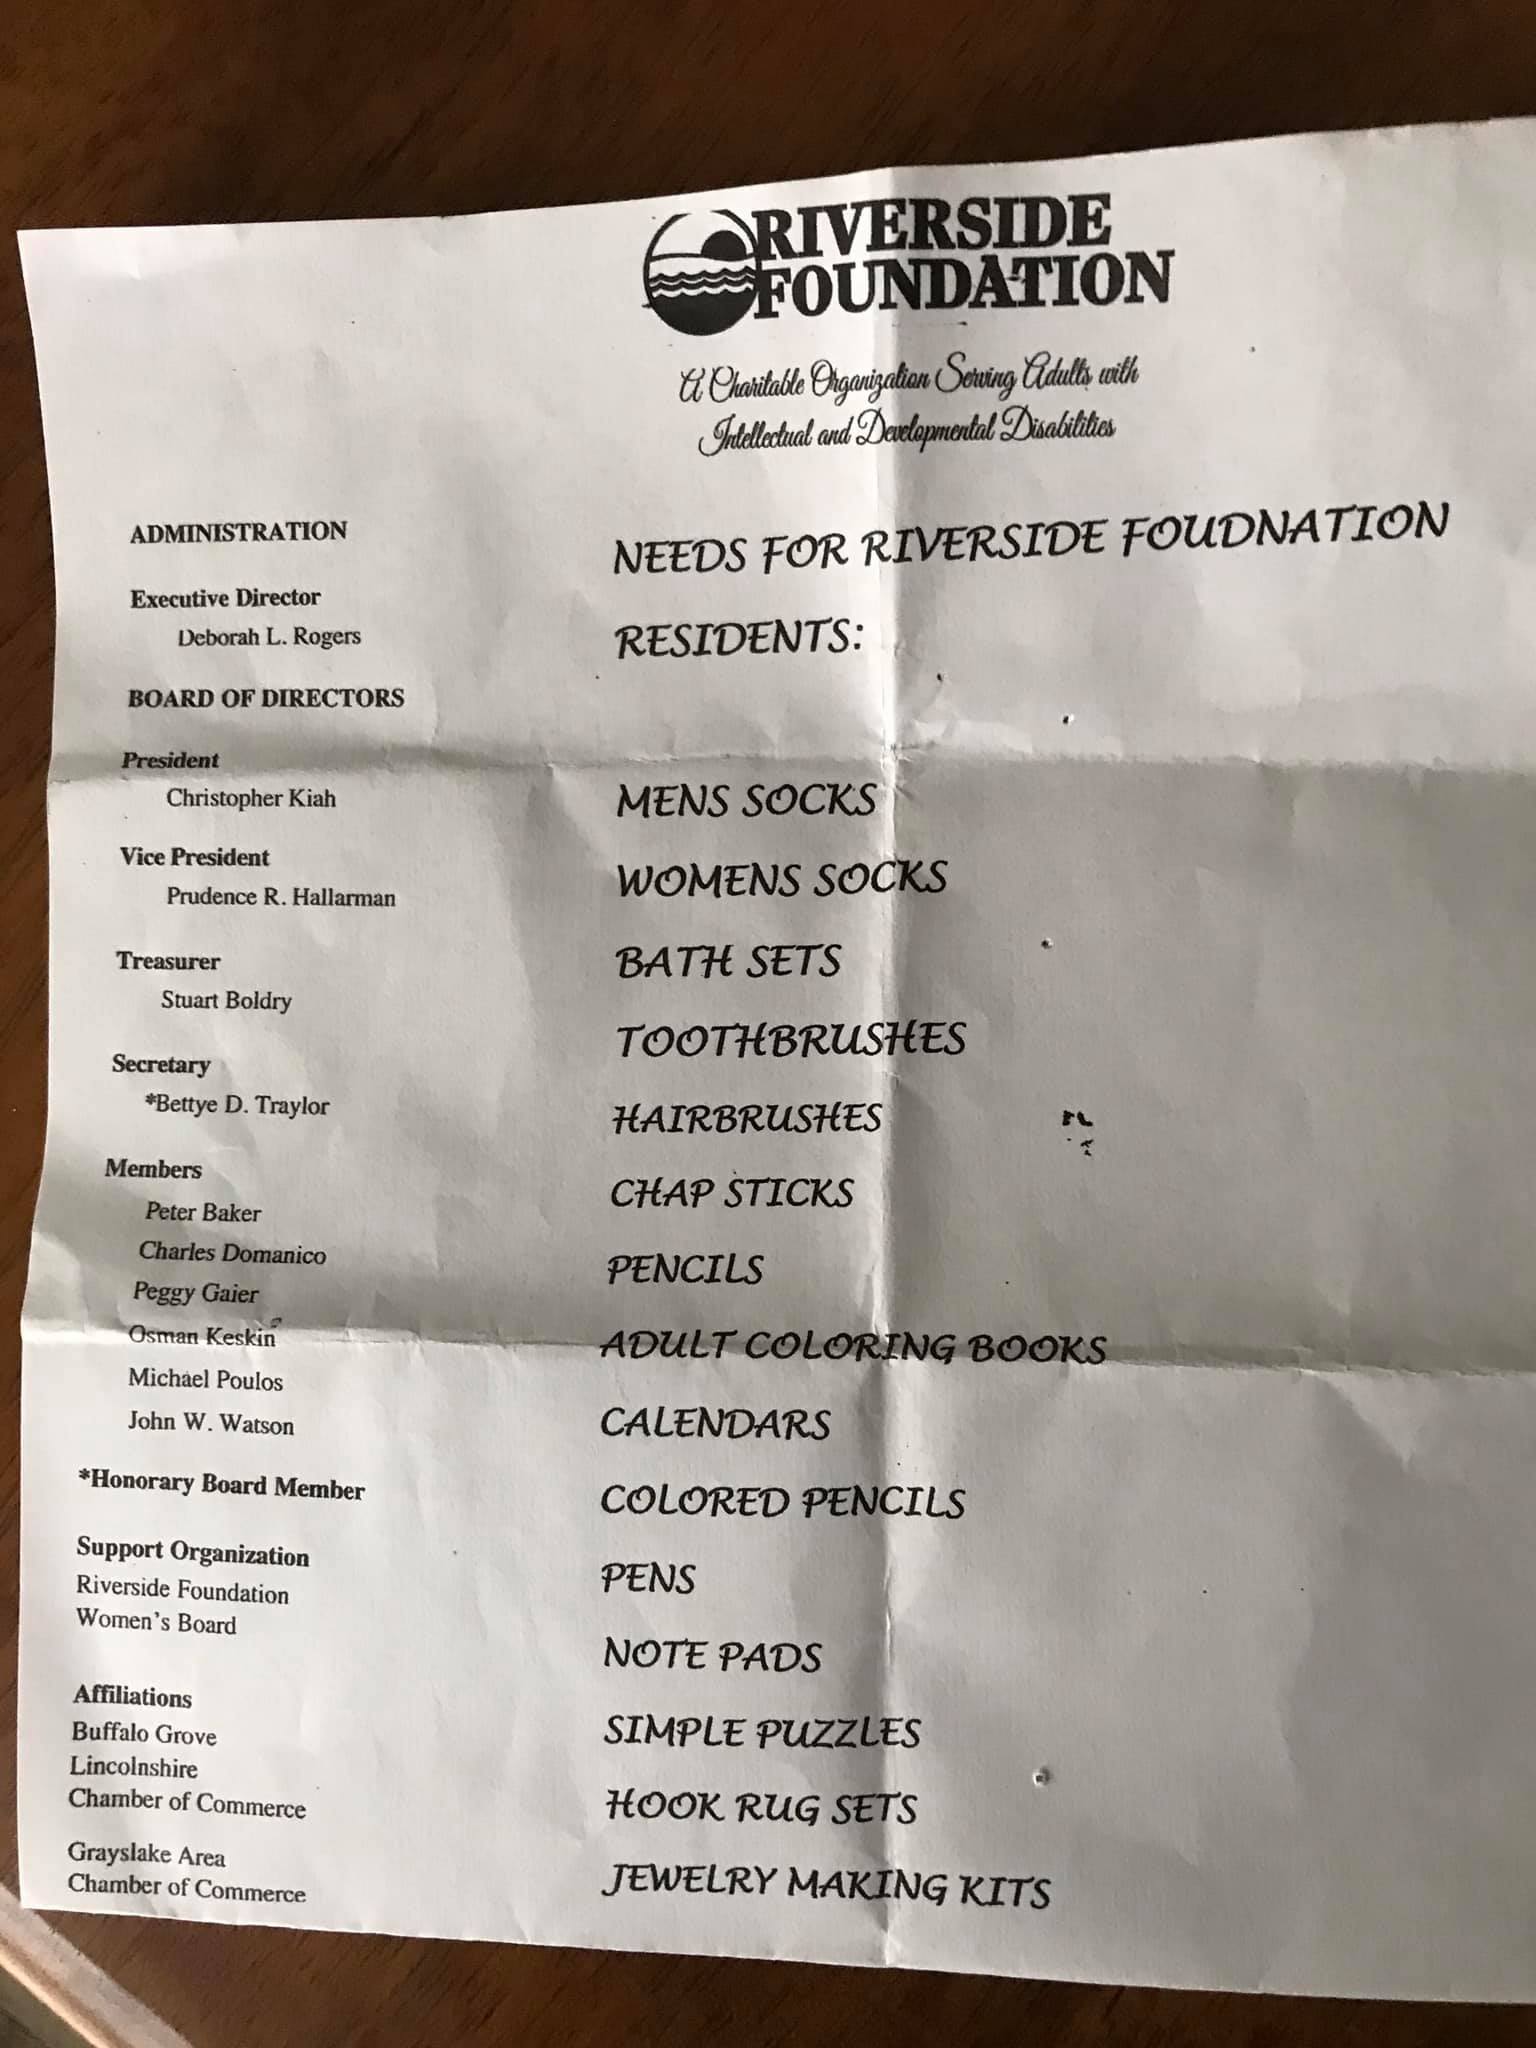 RIVERSIDE
FOUNDATION
A Charitable Organization Serving Adults with
Intellectual and Developmental Disabilities
ADMINISTRATION
Executive Director
Deborah L. Rogers
BOARD OF DIRECTORS
President
Christopher Kiah
Vice President
Prudence R. Hallarman
Treasurer
Stuart Boldry
Secretary
*Bettye D. Traylor
Members
Peter Baker
Charles Domanico
Peggy Gaier
Osman Keskin
Michael Poulos
John W. Watson
*Honorary Board Member
Support Organization
Riverside Foundation
Women's Board
Affiliations
Buffalo Grove
Lincolnshire
Chamber of Commerce
Grayslake Area
Chamber of Commerce
NEEDS FOR RIVERSIDE FOUDNATION
RESIDENTS:
MENS SOCKS
WOMENS SOCKS
BATH SETS
TOOTHBRUSHES
HAIRBRUSHES
CHAP STICKS
PENCILS
ADULT COLORING BOOKS
CALENDARS
COLORED PENCILS
PENS
NOTE PADS
SIMPLE PUZZLES
HOOK RUG SETS
JEWELRY MAKING KITS